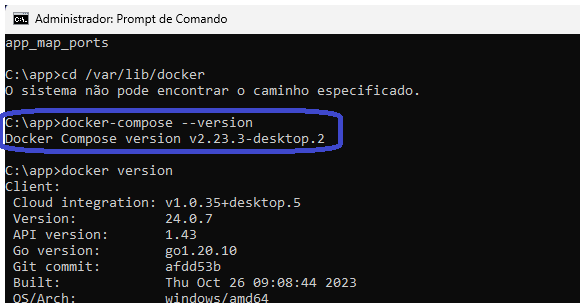 Administrador: Prompt de Comando
app_map_ports
C:\app>cd /var/lib/docker
O sistema não pode encontrar o caminho especificado.
C:\app>docker-compose --version
Docker Compose version v2.23.3-desktop.2
C:\app>docker version
Client:
Cloud integration: v1.0.35+desktop.5
Version: 24.0.7
API version: 1.43
Go version: go1.20.10
Git commit: afdd53b
Built: Thu Oct 26 09:08:44 2023
OS/Arch: windows/amd64